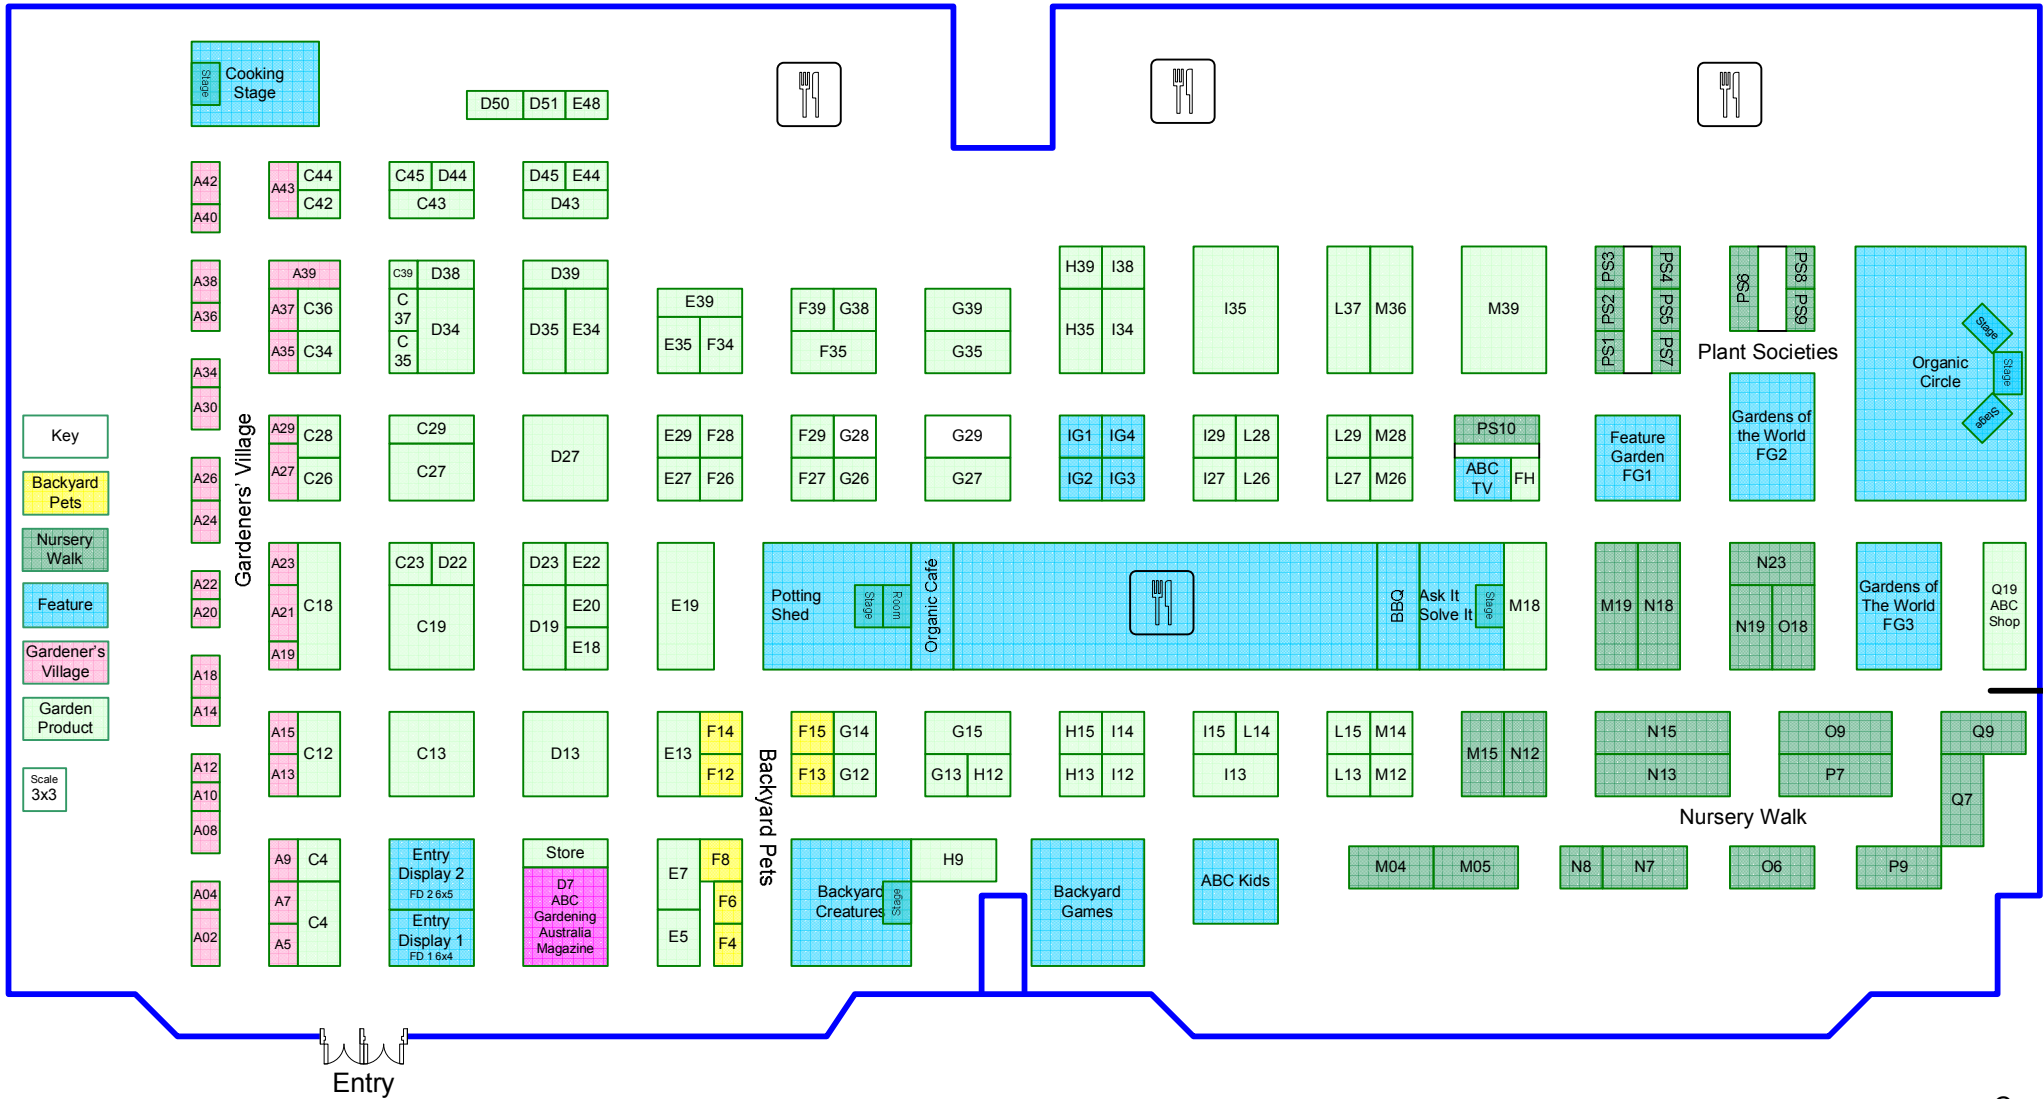 Cooking
Stage
Stage
D50 D51 E48
A42 A43 C44 C45 D44 D45 E44
A40 C42 C43 D43
A38 A39 C39 D38 D39 H39 I38 PS3 PS4 PS6 PS8
A36 A37 C36 C
37 D34 D35 E34 E39 F39 G38 G39 H35 I34 I35 L37 M36 M39 PS2 PS5 PS9 Stage
A35 C34 C
35 E35 F34 F35 G35 PS1 PS7 Plant Societies Organic
Circle Stage
A34
A30
Stage
Gardeners' Village
Key
A29 C28 C29 D27 E29 F28 F29 G28 G29 IG1 IG4 I29 L28 L29 M28 PS10 Feature
Garden
FG1
Gardens of
the World
FG2
Backyard
Pets
A26 A27 C26 C27 E27 F26 F27 G26 G27 IG2 IG3 I27 L26 L27 M26 ABC
TV FH
A24
Nursery
Walk
A23 C18 C23 D22 D23 E22 E19 N23
Feature
A22
A20 A21 C19 D19 E20 Potting
Shed
Stage
Room
Organic Café
BBQ
Ask It
Solve It
Stage
M18 M19 N18 N19 O18 Gardens of
The World
FG3
Q19
ABC
Shop
A19 E18
Gardener's
Village
A18
A14
Garden
Product
A15 C12 C13 D13 E13 F14 F15 G14 G15 H15 I14 I15 L14 L15 M14 M15 N12 N15 O9 Q9
A12 A13 F12 F13 G12 G13 H12 H13 I12 I13 L13 M12 N13 P7 Q7
Backyard Pets
Scale
3x3
A10
A08
Nursery Walk
A9 C4 Entry
Display 2
FD 2 6x5
Store
E7 F8 H9 M04 M05 N8 N7 O6 P9
A04 A7 C4 D7
ABC
Gardening
Australia
Magazine
F6 Backyard
Creatures
Stage
Backyard
Games
ABC Kids
A02 A5 Entry
Display 1
FD 1 6x4
E5 F4
Entry